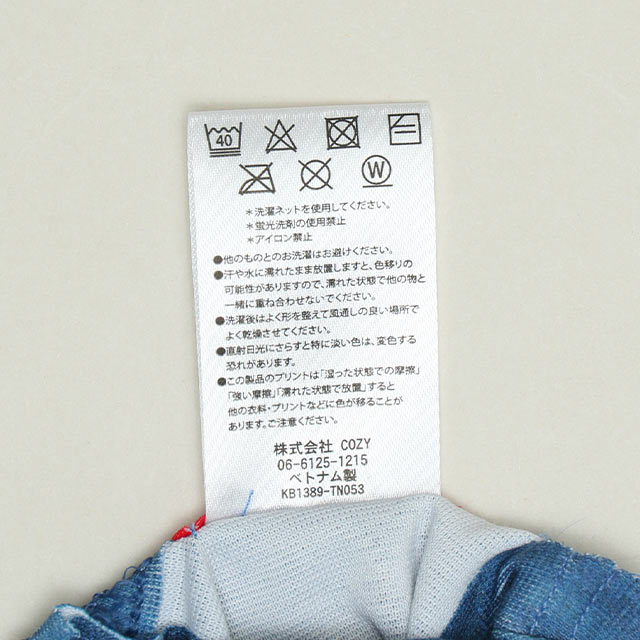 40
W
＊洗濯ネットを使用してください。
＊蛍光洗剤の使用禁止
＊アイロン禁止
●他のものとのお洗濯はお避けください。
●汗や水に濡れたまま放置しますと、色移りの
可能性がありますので、濡れた状態で他の物と
一緒に重ね合わせないでください。
●洗濯後はよく形を整えて風通しの良い場所で
よく乾燥させてください。
●直射日光にさらすと特に淡い色は、変色する
恐れがあります。
●この製品のプリントは「湿った状態での摩擦」
「強い摩擦」「濡れた状態で放置」すると
他の衣料・プリントなどに色が移ることが
あります。ご注意ください。
株式会社 COZY
06-6125-1215
ベトナム製
KB1389-TN053